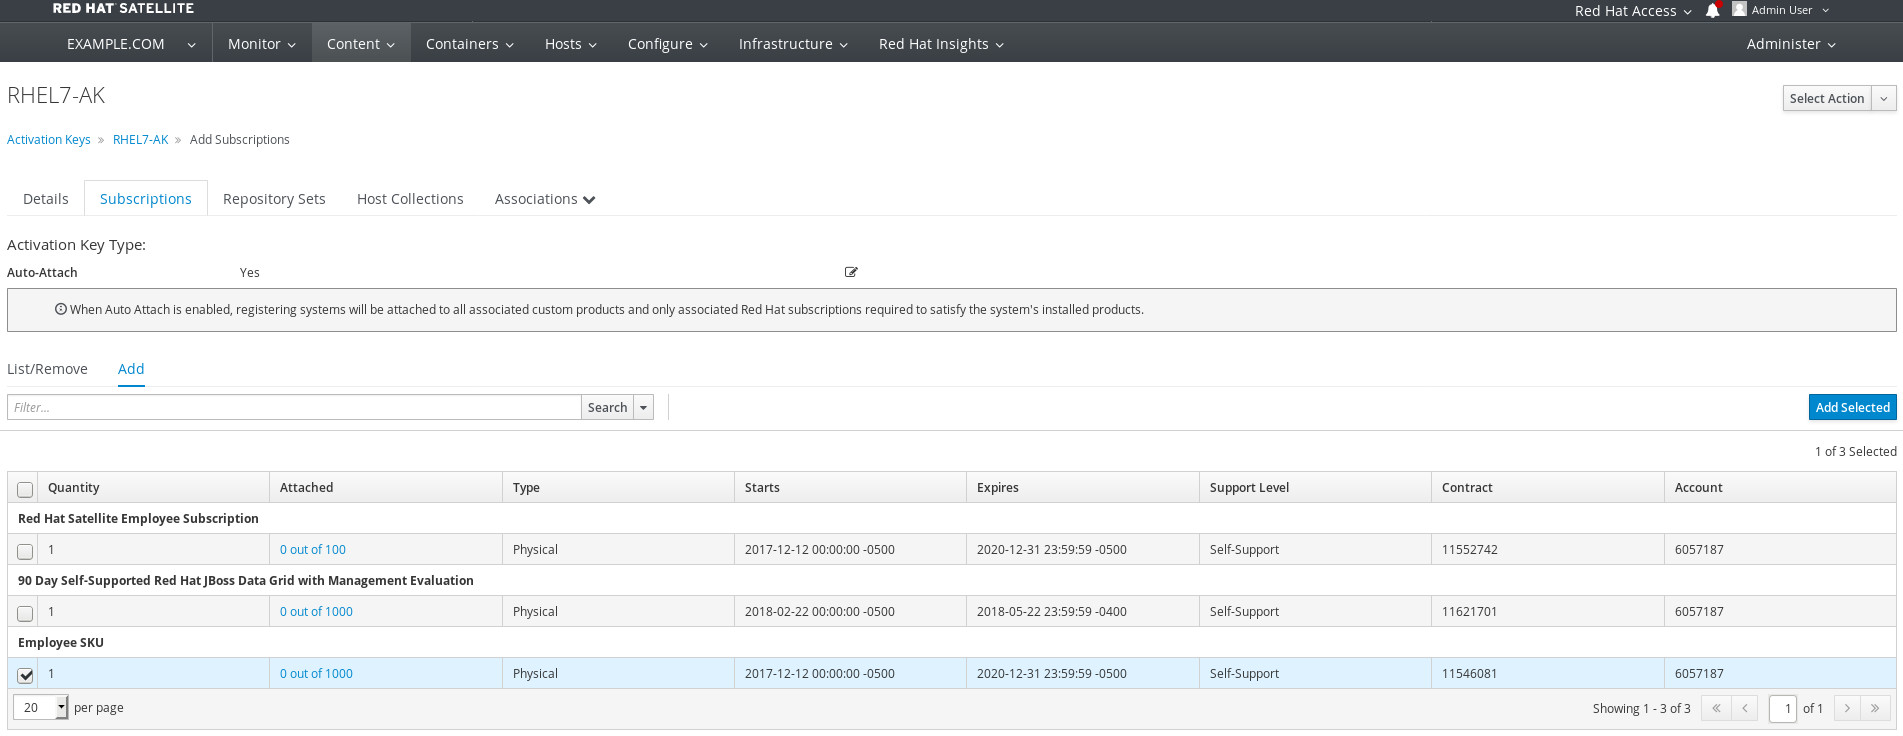 RED HAT SATELLITE
Red Hat Access Admin User
EXAMPLE.COM Monitor Content Containers Hosts Configure Infrastructure Red Hat Insights Administer
RHEL7-AK
Select Action
Activation Keys » RHEL7-AK » Add Subscriptions
Details Subscriptions Repository Sets Host Collections Associations
Activation Key Type:
Auto-Attach Yes
When Auto Attach is enabled, registering systems will be attached to all associated custom products and only associated Red Hat subscriptions required to satisfy the system's installed products.
List/Remove Add
Filter... Search Add Selected
1 of 3 Selected
Quantity Attached Type Starts Expires Support Level Contract Account
Red Hat Satellite Employee Subscription
1 0 out of 100 Physical 2017-12-12 00:00:00 -0500 2020-12-31 23:59:59 -0500 Self-Support 11552742 6057187
90 Day Self-Supported Red Hat JBoss Data Grid with Management Evaluation
1 0 out of 1000 Physical 2018-02-22 00:00:00 -0500 2018-05-22 23:59:59 -0400 Self-Support 11621701 6057187
Employee SKU
1 0 out of 1000 Physical 2017-12-12 00:00:00 -0500 2020-12-31 23:59:59 -0500 Self-Support 11546081 6057187
20 per page Showing 1 - 3 of 3 « ‹ 1 of 1 › »